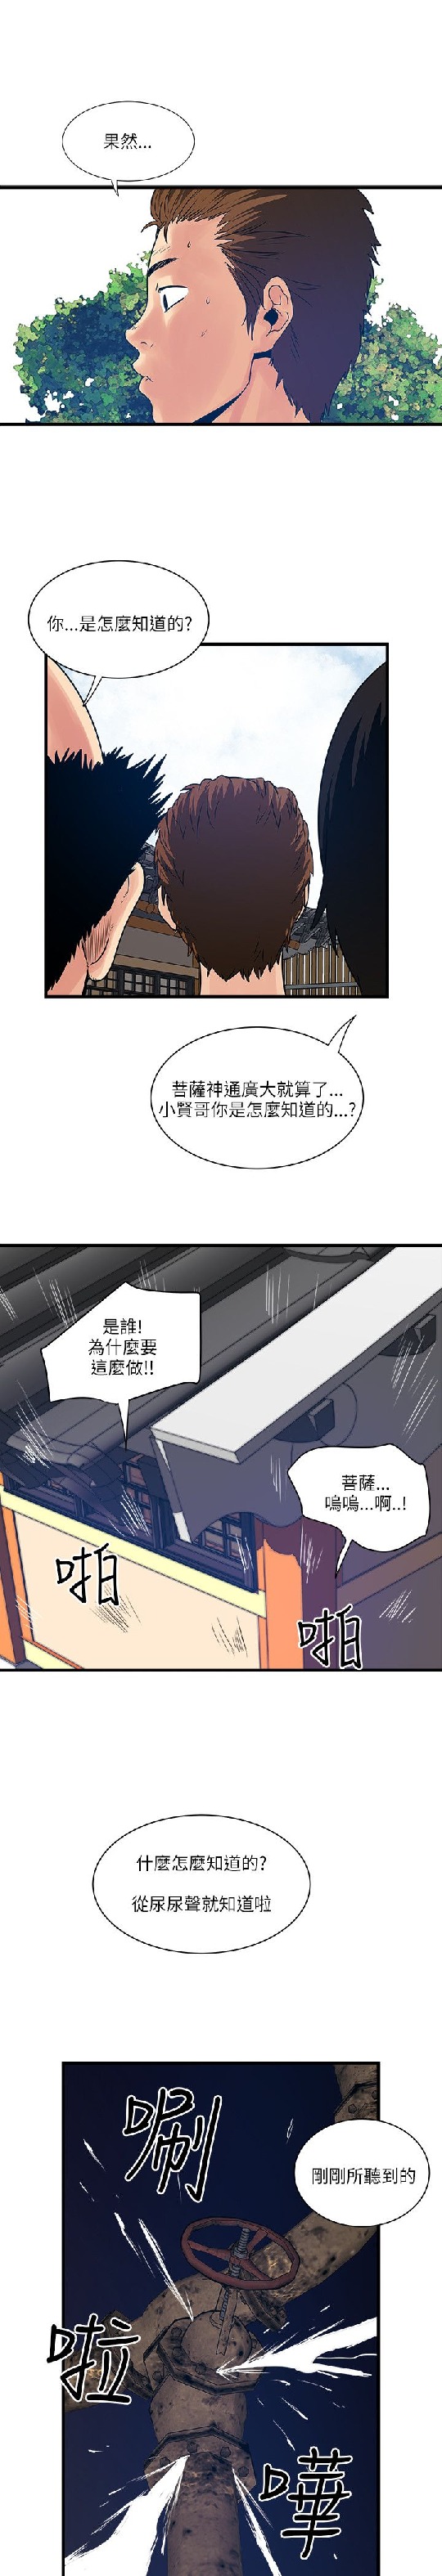 果然...
你...是怎麼知道的?
菩薩神通廣大就算了...
小賢哥你是怎麼知道的...?
是誰!
為什麼要
這麼做!!
菩薩...
嗚嗚...啊..!
啪
啪
什麼怎麼知道的?
從尿尿聲就知道啦
唰
剛剛所聽到的
啦
嘩